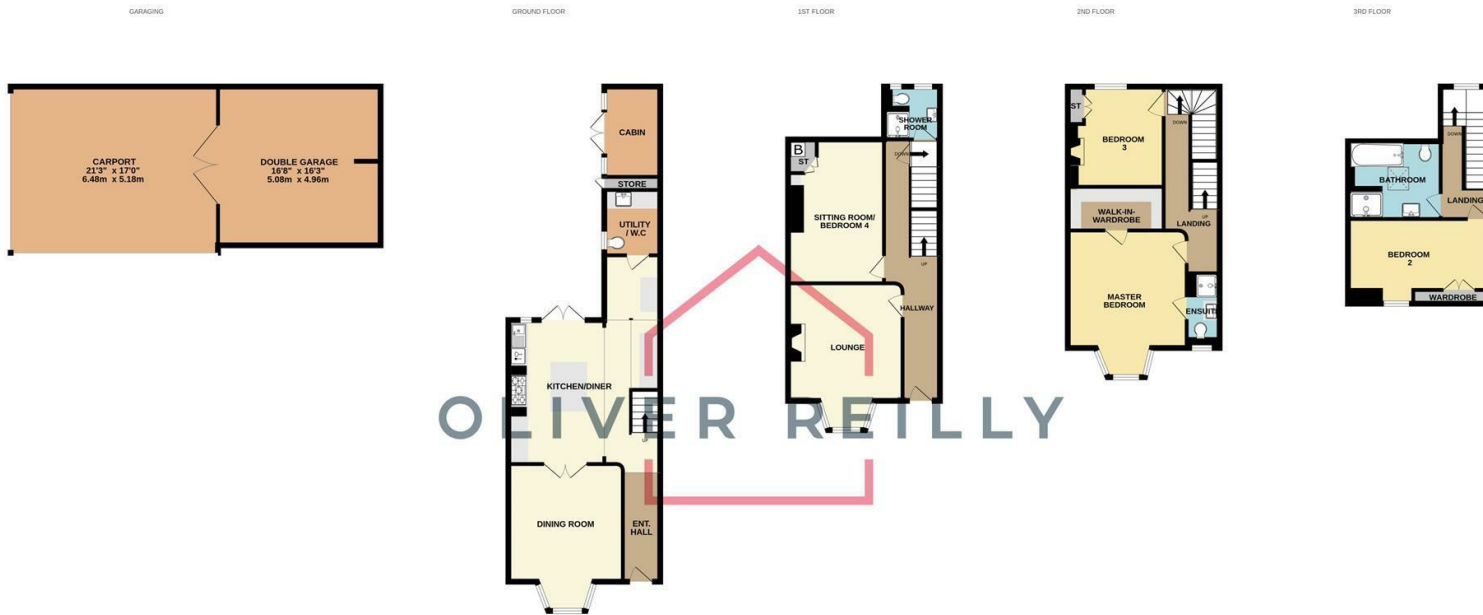 GARAGING
GROUND FLOOR
1ST FLOOR
2ND FLOOR
3RD FLOOR
CARPORT
21'3" x 17'0"
6.48m x 5.18m
DOUBLE GARAGE
16'8" x 16'3"
5.08m x 4.96m
CABIN
STORE
UTILITY
/ W.C
KITCHEN/DINER
UP
DINING ROOM
ENT.
HALL
SHOWER
ROOM
B
ST
DOWN
SITTING ROOM/
BEDROOM 4
UP
HALLWAY
LOUNGE
ST
BEDROOM
3
DOWN
WALK-IN-
WARDROBE
UP
LANDING
MASTER
BEDROOM
ENSUITE
BATHROOM
DOWN
LANDING
BEDROOM
2
WARDROBE
OLIVER REILLY